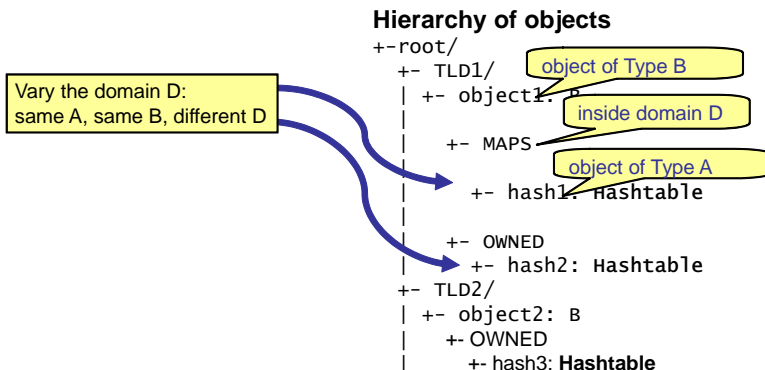 Hierarchy of objects
+-root/
+- TLD1/
object of Type B
| +- object1: B
Vary the domain D:
same A, same B, different D
inside domain D
| +- MAPS
object of Type A
+- hash1: Hashtable
|
| +- OWNED
| +- hash2: Hashtable
+- TLD2/
| +- object2: B
| +- OWNED
| +- hash3: Hashtable